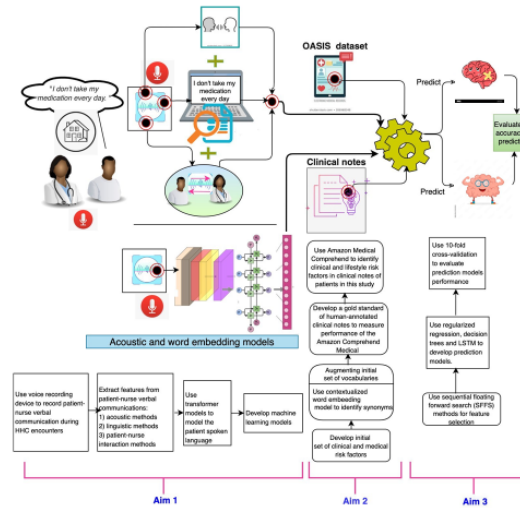 "I don't take my
medication every day."
I don't take my
medication
every day
OASIS dataset
Predict
Predict
Evaluate
accuracy
predicti
Clinical notes
Acoustic and word embedding models
Use Amazon Medical
Comprehend to identify
clinical and lifestyle risk
factors in clinical notes of
patients in this study
Develop a gold standard
of human-annotated
clinical notes to measure
performance of the
Amazon Comprehend
Medical
Augmenting initial
set of vocabularies
Use contextualized
word embeeding
model to identify synonyms
Develop initial
set of clinical and medical
risk factors
Use 10-fold
cross-validation
to evaluate
prediction models
performance
Use regularized
regression, decision
trees and LSTM to
develop prediction
models.
Use sequential floating
forward search (SFFS)
methods for feature
selection
Use voice recording
device to record patient-
nurse verbal
communication during
HHC encounters
Extract features from
patient-nurse verbal
communications:
1) acoustic methods
2) linguistic methods
3) patient-nurse
interaction methods
Use
transformer
models to
model the
patient spoken
language
Develop machine
learning models
Aim 1
Aim 2
Aim 3